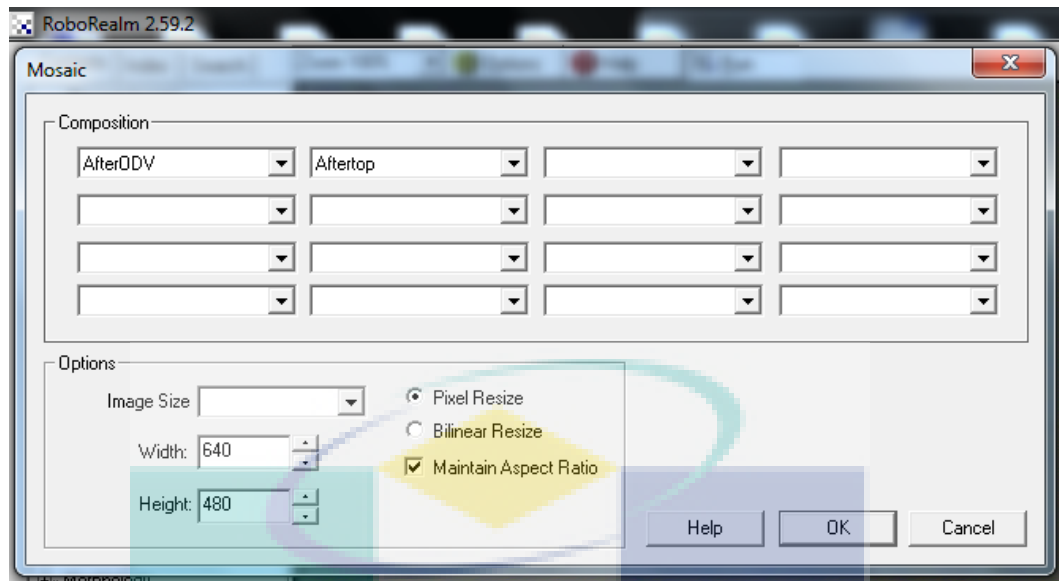 RoboRealm 2.59.2
Mosaic
X
Composition
AfterODV Aftertop
Options
Image Size
Pixel Resize
Bilinear Resize
Width: 640
Maintain Aspect Ratio
Height: 480
Help OK Cancel
Morphology